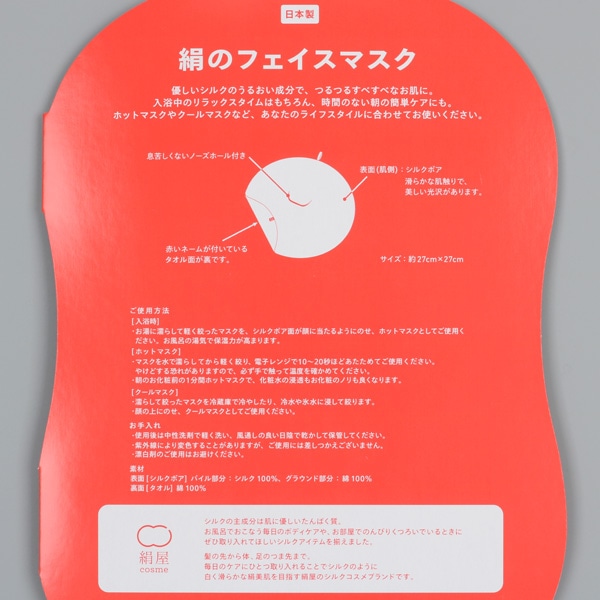 日本製
絹のフェイスマスク
優しいシルクのうるおい成分で、つるつるすべすべなお肌に。
入浴中のリラックスタイムはもちろん、時間のない朝の簡単ケアにも。
ホットマスクやクールマスクなど、あなたのライフスタイルに合わせてお使いください。
息苦しくないノーズホール付き
表面(肌側)：シルクボア
滑らかな肌触りで、
美しい光沢があります。
赤いネームが付いている
タオル面が裏です。
サイズ：約27cm×27cm
ご使用方法
[入浴時]
・お湯に濡らして軽く絞ったマスクを、シルクボア面が顔に当たるようにのせ、ホットマスクとしてご使用く
ださい。お風呂の湯気で保温力が高まります。
[ホットマスク]
・マスクを水で濡らしてから軽く絞り、電子レンジで10〜20秒ほどあたためてご使用ください。
やけどする恐れがありますので、必ず手で触って温度を確かめてください。
・朝のお化粧前の1分間ホットマスクで、化粧水の浸透もお化粧のノリも良くなります。
[クールマスク]
・濡らして絞ったマスクを冷蔵庫で冷やしたり、冷水や氷水に浸して絞ります。
・顔の上にのせ、クールマスクとしてご使用ください。
お手入れ
・使用後は中性洗剤で軽く洗い、風通しの良い日陰で乾かして保管してください。
・紫外線により変色することがありますが、ご使用には差しつかえございません。
・漂白剤のご使用はお避けください。
素材
表面[シルクボア] パイル部分：シルク100%、グラウンド部分：綿100%
裏面[タオル] 綿100%
絹屋
cosme
シルクの主成分は肌に優しいたんぱく質。
お風呂でおこなう毎日のボディケアや、お部屋でのんびりくつろいでいるときに
ぜひ取り入れてほしいシルクアイテムを揃えました。
髪の先から体、足のつま先まで。
毎日のケアにひとつ取り入れることでシルクのように
白く滑らかな絹美肌を目指す絹屋のシルクコスメブランドです。